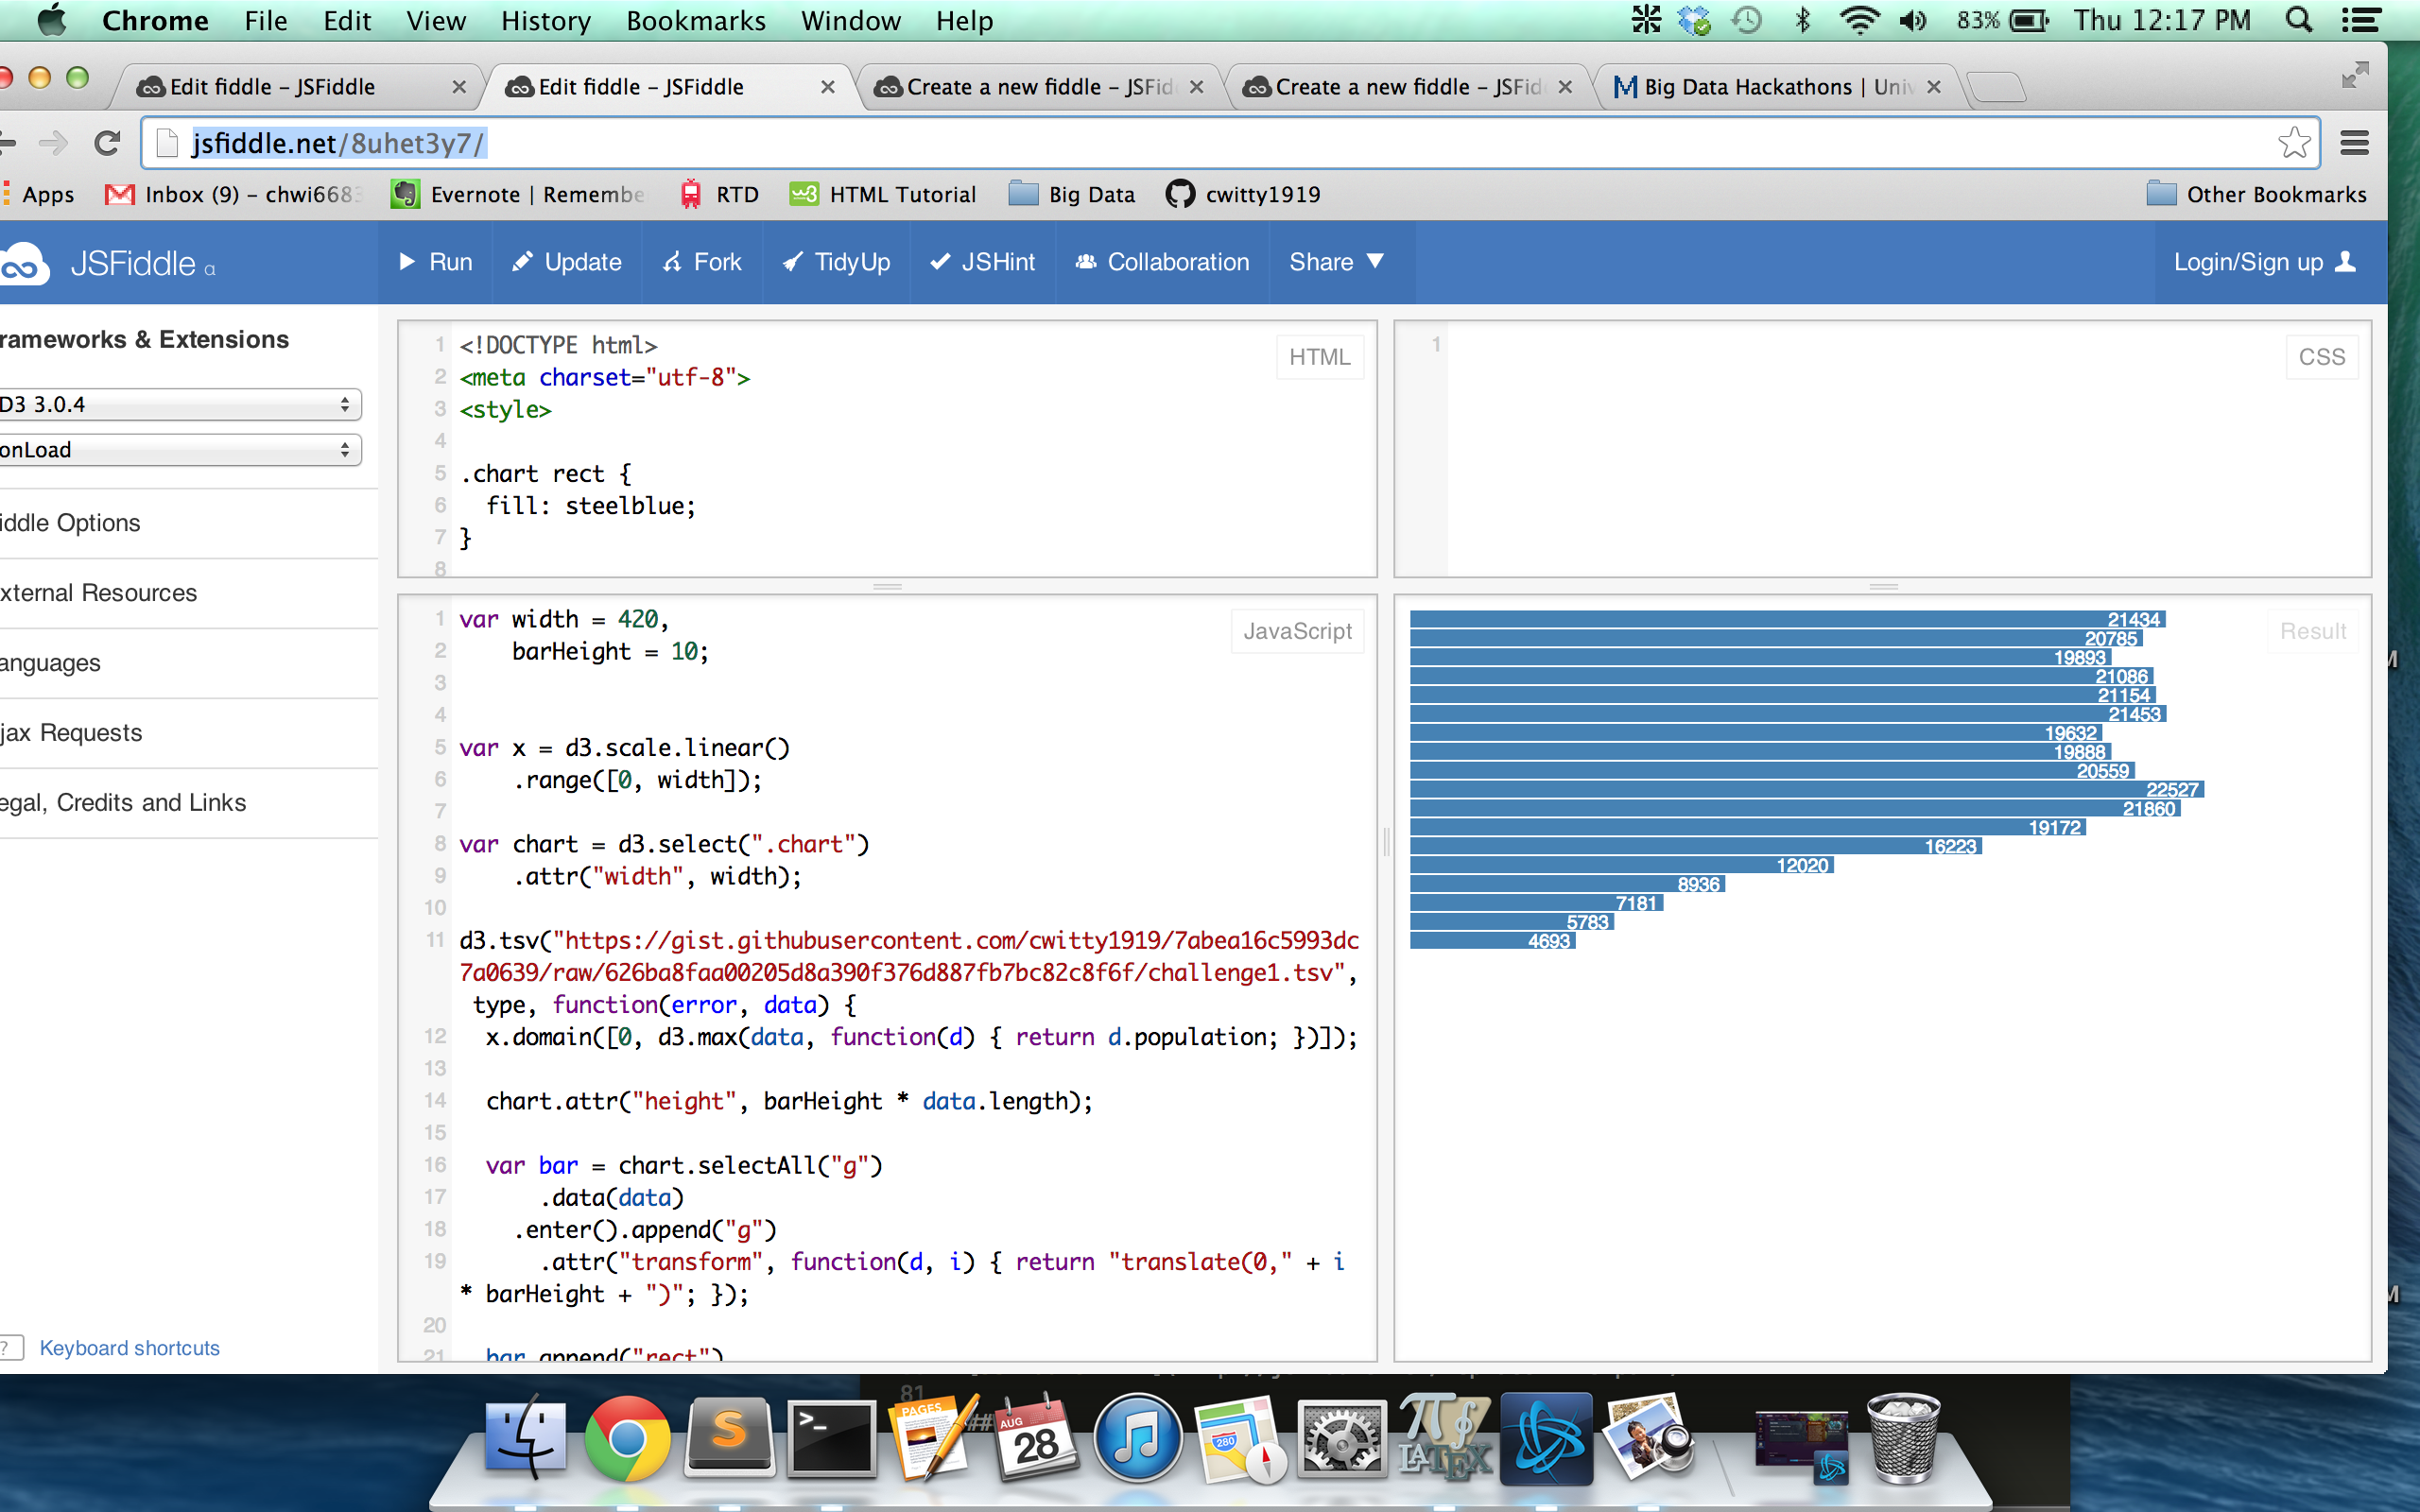 Chrome File Edit View History Bookmarks Window Help 83% Thu 12:17 PM
Edit fiddle – JSFiddle Edit fiddle – JSFiddle Create a new fiddle – JSFid Create a new fiddle – JSFid Big Data Hackathons | Univ
jsfiddle.net/8uhet3y7/
Apps Inbox (9) – chwi6683 Evernote | Remembe RTD HTML Tutorial Big Data cwitty1919 Other Bookmarks
JSFiddle α Run Update Fork TidyUp JSHint Collaboration Share Login/Sign up
rameworks & Extensions
D3 3.0.4
onLoad
iddle Options
xternal Resources
anguages
jax Requests
egal, Credits and Links
? Keyboard shortcuts
HTML
1 <!DOCTYPE html>
2 <meta charset="utf-8">
3 <style>
4
5 .chart rect {
6 fill: steelblue;
7 }
8
1
CSS
JavaScript
1 var width = 420,
2 barHeight = 10;
3
4
5 var x = d3.scale.linear()
6 .range([0, width]);
7
8 var chart = d3.select(".chart")
9 .attr("width", width);
10
11 d3.tsv("https://gist.githubusercontent.com/cwitty1919/7abea16c5993dc
7a0639/raw/626ba8faa00205d8a390f376d887fb7bc82c8f6f/challenge1.tsv",
type, function(error, data) {
12 x.domain([0, d3.max(data, function(d) { return d.population; })]);
13
14 chart.attr("height", barHeight * data.length);
15
16 var bar = chart.selectAll("g")
17 .data(data)
18 .enter().append("g")
19 .attr("transform", function(d, i) { return "translate(0," + i
* barHeight + ")"; });
20
21 bar.append("rect")
Result
21434
20785
19893
21086
21154
21453
19632
19888
20559
22527
21860
19172
16223
12020
8936
7181
5783
4693
M
M
81
##
PAGES
AUG
28
280
LATEX